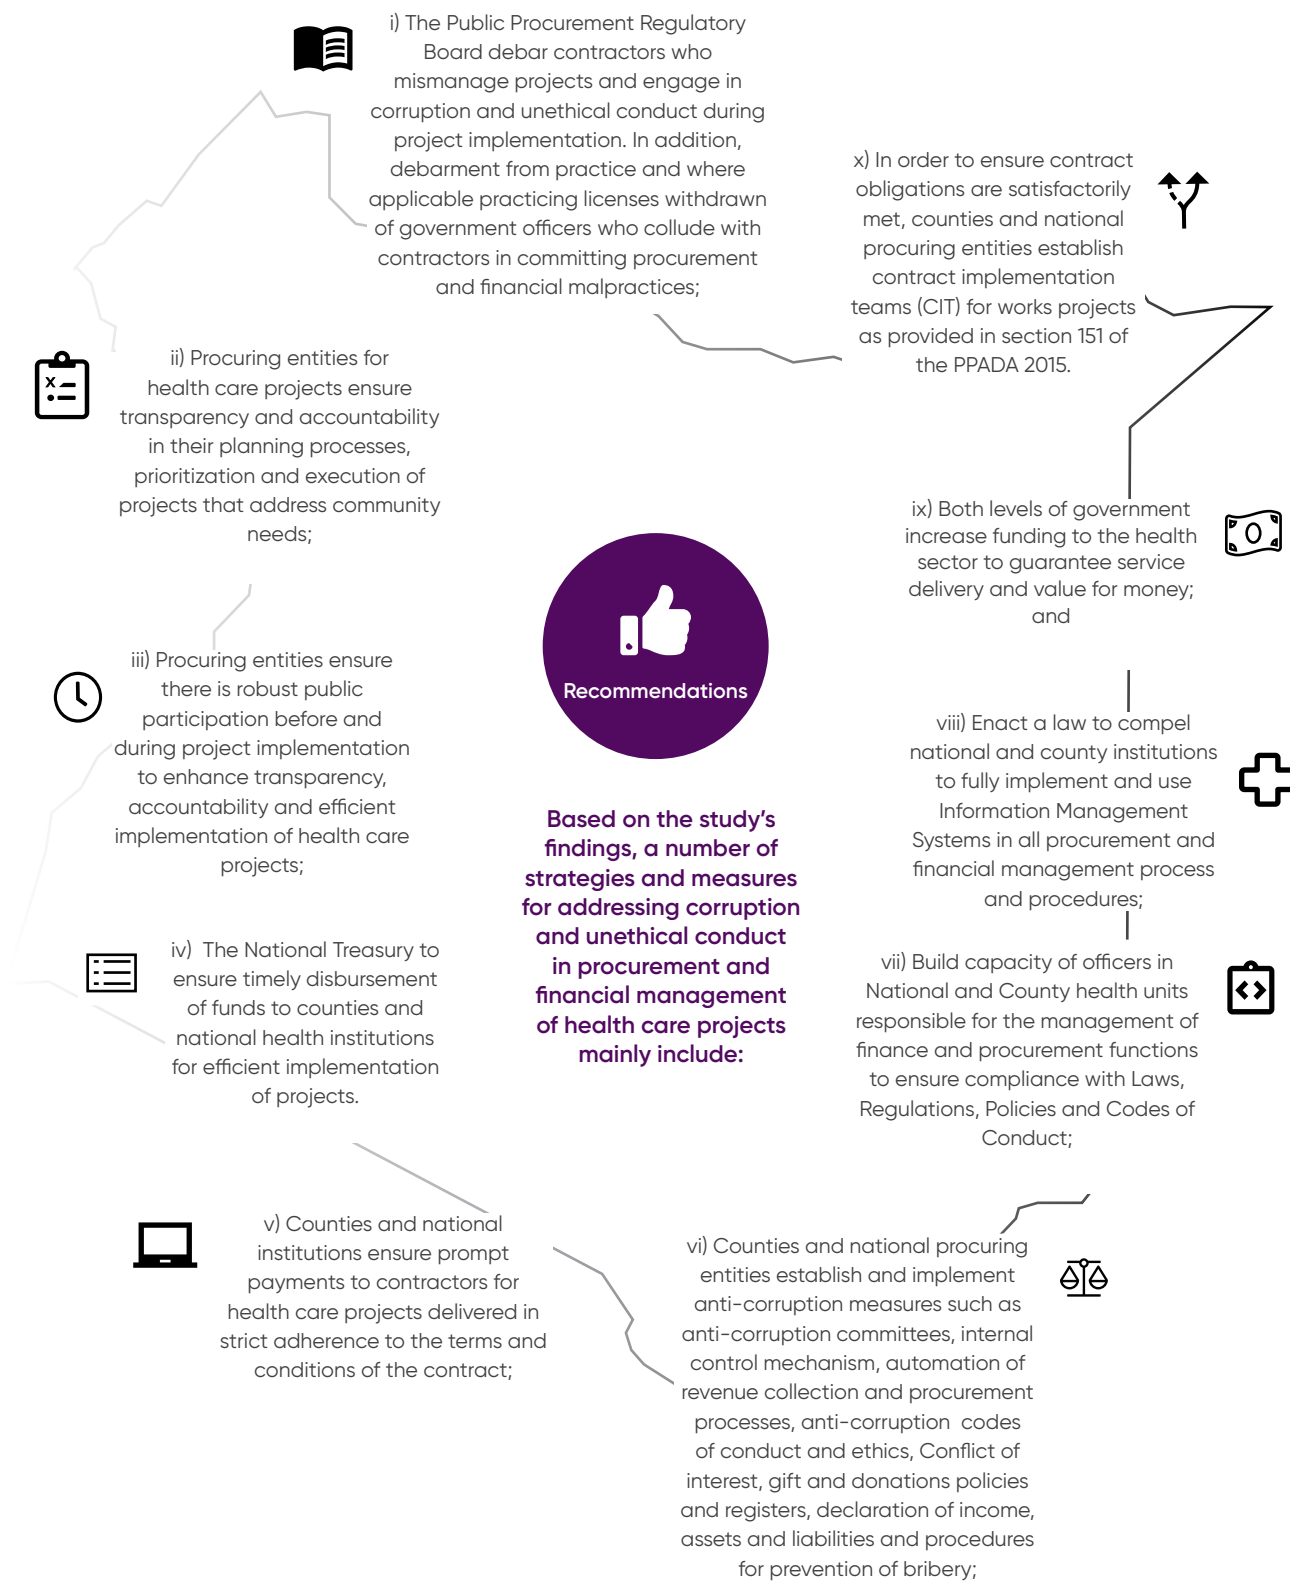 i) The Public Procurement Regulatory
Board debar contractors who
mismanage projects and engage in
corruption and unethical conduct during
project implementation. In addition,
debarment from practice and where
applicable practicing licenses withdrawn
of government officers who collude with
contractors in committing procurement
and financial malpractices;
ii) Procuring entities for
health care projects ensure
transparency and accountability
in their planning processes,
prioritization and execution of
projects that address community
needs;
iii) Procuring entities ensure
there is robust public
participation before and
during project implementation
to enhance transparency,
accountability and efficient
implementation of health care
projects;
iv) The National Treasury to
ensure timely disbursement
of funds to counties and
national health institutions
for efficient implementation
of projects.
v) Counties and national
institutions ensure prompt
payments to contractors for
health care projects delivered in
strict adherence to the terms and
conditions of the contract;
Recommendations
Based on the study's
findings, a number of
strategies and measures
for addressing corruption
and unethical conduct
in procurement and
financial management
of health care projects
mainly include:
vi) Counties and national procuring
entities establish and implement
anti-corruption measures such as
anti-corruption committees, internal
control mechanism, automation of
revenue collection and procurement
processes, anti-corruption codes
of conduct and ethics, Conflict of
interest, gift and donations policies
and registers, declaration of income,
assets and liabilities and procedures
for prevention of bribery;
vii) Build capacity of officers in
National and County health units
responsible for the management of
finance and procurement functions
to ensure compliance with Laws,
Regulations, Policies and Codes of
Conduct;
viii) Enact a law to compel
national and county institutions
to fully implement and use
Information Management
Systems in all procurement and
financial management process
and procedures;
ix) Both levels of government
increase funding to the health
sector to guarantee service
delivery and value for money;
and
x) In order to ensure contract
obligations are satisfactorily
met, counties and national
procuring entities establish
contract implementation
teams (CIT) for works projects
as provided in section 151 of
the PPADA 2015.